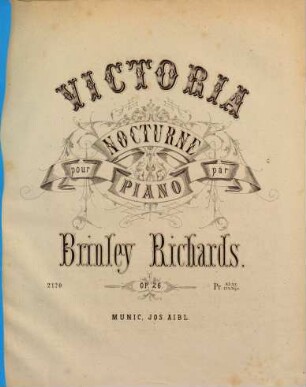 VICTORIA
NOCTURNE
pour
par
PIANO
Brinley Richards.
2179
OP. 26
Pr.
MUNIC, JOS. AIBL.